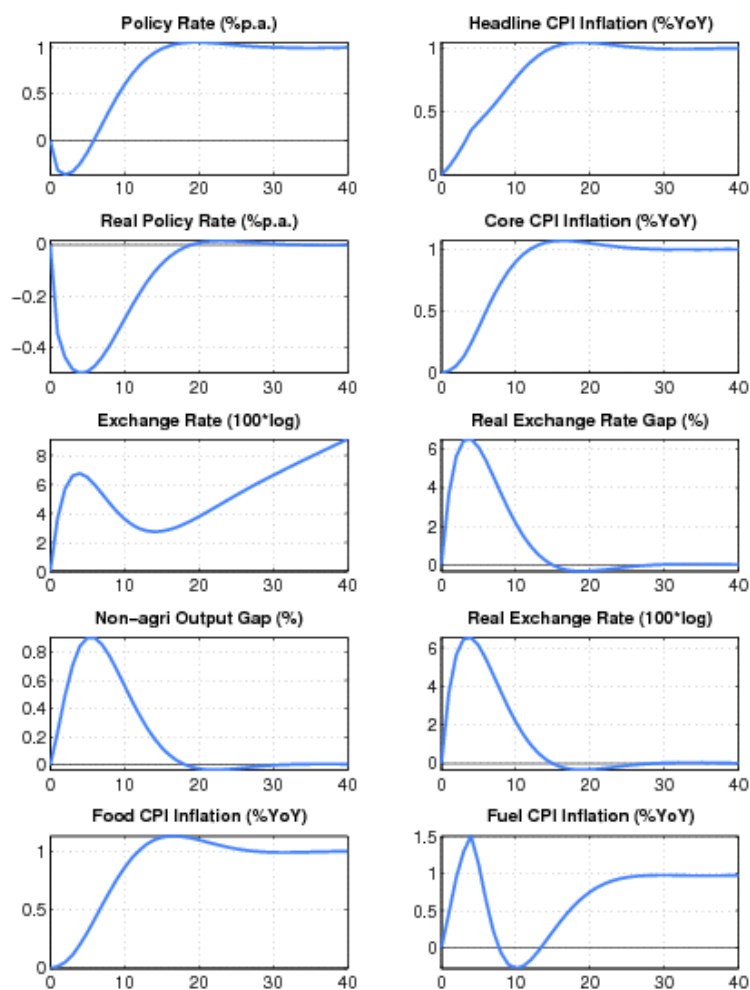 Policy Rate (%p.a.)
1
0.5
0
0 10 20 30 40
Headline CPI Inflation (%YoY)
1
0.5
0
0 10 20 30 40
Real Policy Rate (%p.a.)
0
−0.2
−0.4
0 10 20 30 40
Core CPI Inflation (%YoY)
1
0.5
0
0 10 20 30 40
Exchange Rate (100*log)
8
6
4
2
0
0 10 20 30 40
Real Exchange Rate Gap (%)
6
4
2
0
0 10 20 30 40
Non−agri Output Gap (%)
0.8
0.6
0.4
0.2
0
0 10 20 30 40
Real Exchange Rate (100*log)
6
4
2
0
0 10 20 30 40
Food CPI Inflation (%YoY)
1
0.5
0
0 10 20 30 40
Fuel CPI Inflation (%YoY)
1.5
1
0.5
0
0 10 20 30 40